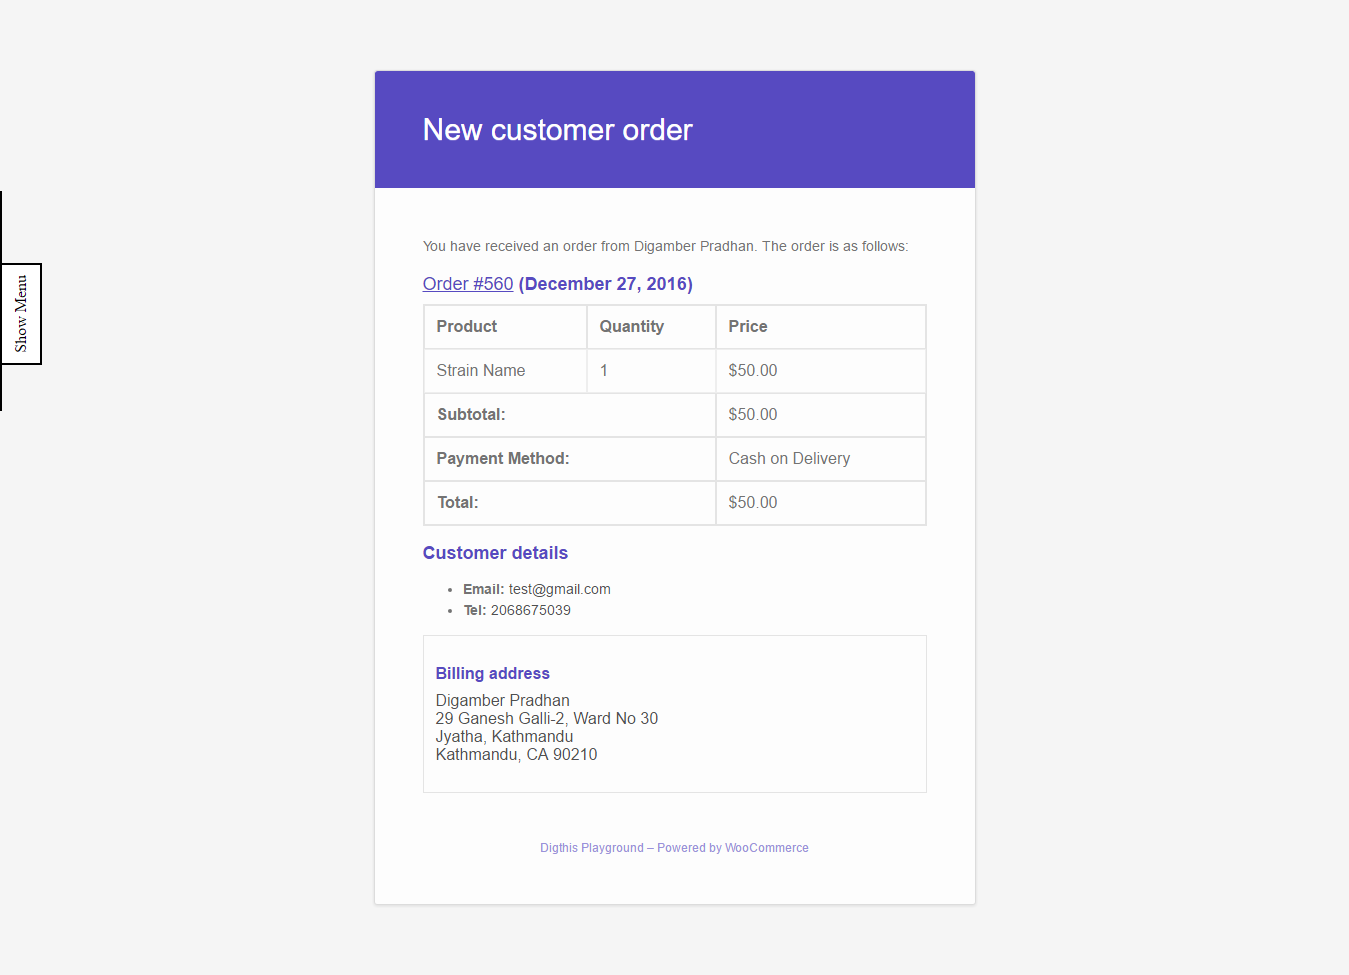 New customer order
Show Menu
You have received an order from Digamber Pradhan. The order is as follows:
Order #560 (December 27, 2016)
Product Quantity Price
Strain Name 1 $50.00
Subtotal: $50.00
Payment Method: Cash on Delivery
Total: $50.00
Customer details
• Email: test@gmail.com
• Tel: 2068675039
Billing address
Digamber Pradhan
29 Ganesh Galli-2, Ward No 30
Jyatha, Kathmandu
Kathmandu, CA 90210
Digthis Playground – Powered by WooCommerce